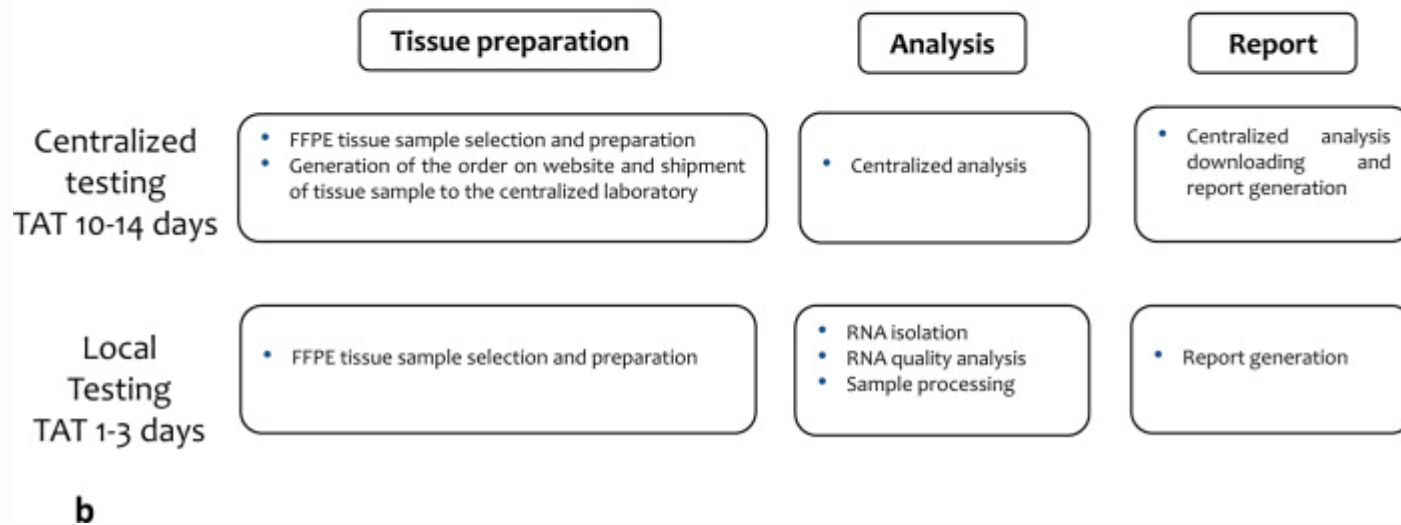 Tissue preparation
Analysis
Report
Centralized
testing
TAT 10-14 days
• FFPE tissue sample selection and preparation
• Generation of the order on website and shipment
of tissue sample to the centralized laboratory
• Centralized analysis
• Centralized analysis
downloading and
report generation
Local
Testing
TAT 1-3 days
• FFPE tissue sample selection and preparation
• RNA isolation
• RNA quality analysis
• Sample processing
• Report generation
b